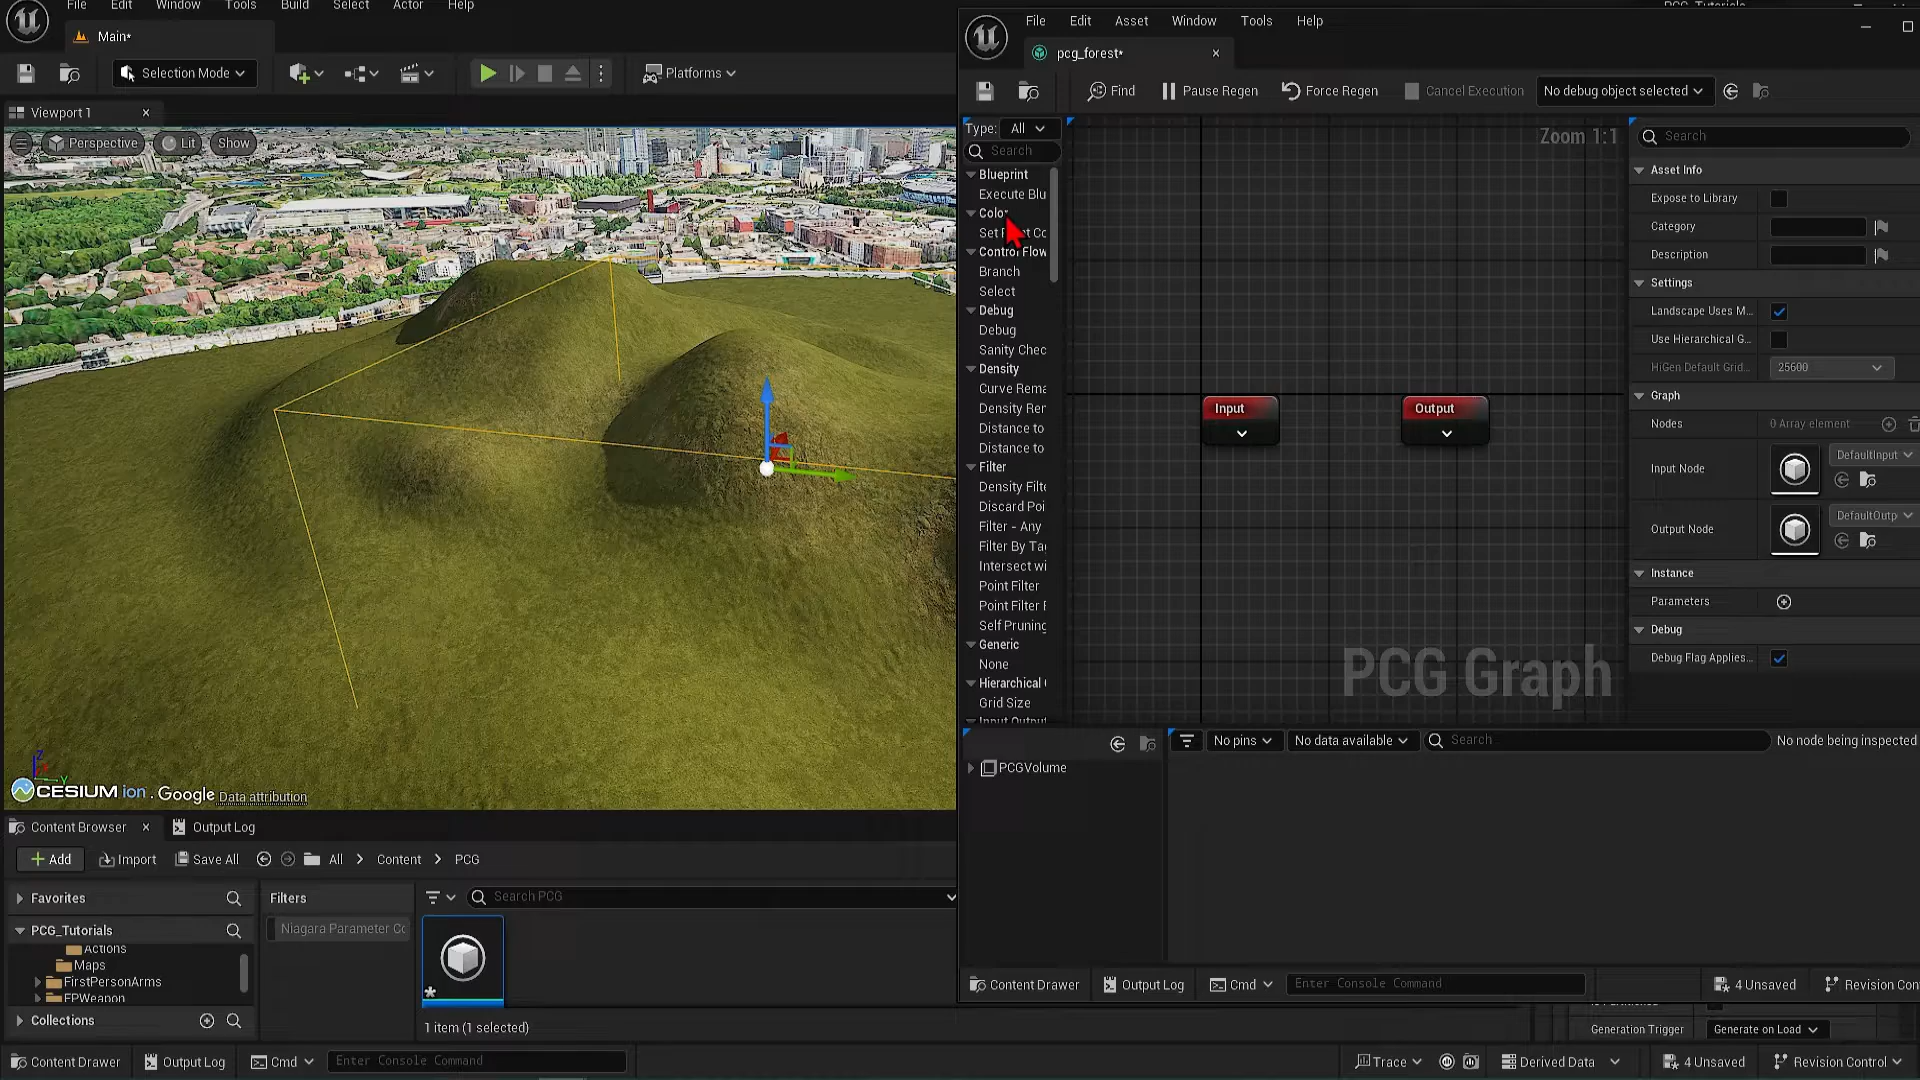 File Edit Window Tools Build Select Actor Help
Main*
Selection Mode
Platforms
Viewport 1
Perspective Lit Show
CESIUM ion . Google Data attribution
Content Browser Output Log
Add Import Save All All Content PCG
Favorites
Filters
Search PCG
PCG_Tutorials
Niagara Parameter Co
Actions
Maps
FirstPersonArms
FPWeapon
Collections
1 item (1 selected)
Content Drawer Output Log Cmd Enter Console Command
Trace Derived Data 4 Unsaved Revision Control
File Edit Asset Window Tools Help
pcg_forest*
Find Pause Regen Force Regen Cancel Execution No debug object selected
Type: All
Search
Blueprint
Execute Blu
Color
Set Co
Control Flow
Branch
Select
Debug
Debug
Sanity Chec
Density
Curve Rema
Density Rer
Distance to
Distance to
Filter
Density Filte
Discard Poi
Filter - Any
Filter By Ta
Intersect wi
Point Filter
Point Filter
Self Pruning
Generic
None
Hierarchical
Grid Size
Input Output
Zoom 1:1
Input
Output
PCG Graph
Search
Asset Info
Expose to Library
Category
Description
Settings
Landscape Uses M...
Use Hierarchical G...
HiGen Default Grid... 25600
Graph
Nodes 0 Array element
Input Node DefaultInput
Output Node DefaultOutp
Instance
Parameters
Debug
Debug Flag Applies...
No pins No data available Search No node being inspected
PCGVolume
Content Drawer Output Log Cmd Enter Console Command
4 Unsaved Revision Con
Generation Trigger Generate on Load